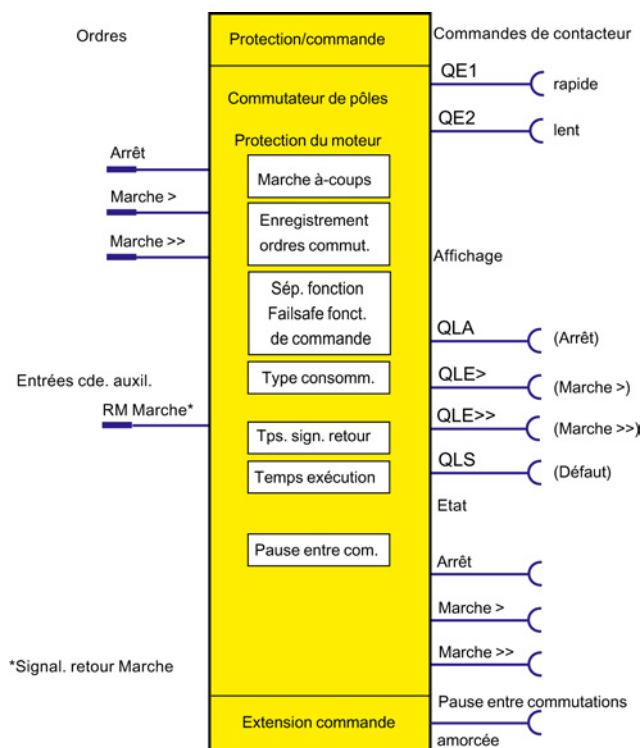 Ordres
Protection/commande
Commandes de contacteur
QE1
rapide
Commutateur de pôles
QE2
lent
Protection du moteur
Arrêt
Marche à-coups
Marche >
Enregistrement
ordres commut.
Marche >>
Affichage
Sép. fonction
Failsafe fonct.
de commande
QLA
(Arrêt)
Entrées cde. auxil.
Type consomm.
QLE>
(Marche >)
RM Marche*
QLE>>
(Marche >>)
Tps. sign. retour
QLS
(Défaut)
Temps exécution
Etat
Pause entre com.
Arrêt
Marche >
Marche >>
*Signal. retour Marche
Extension commande
Pause entre commutations
amorcée